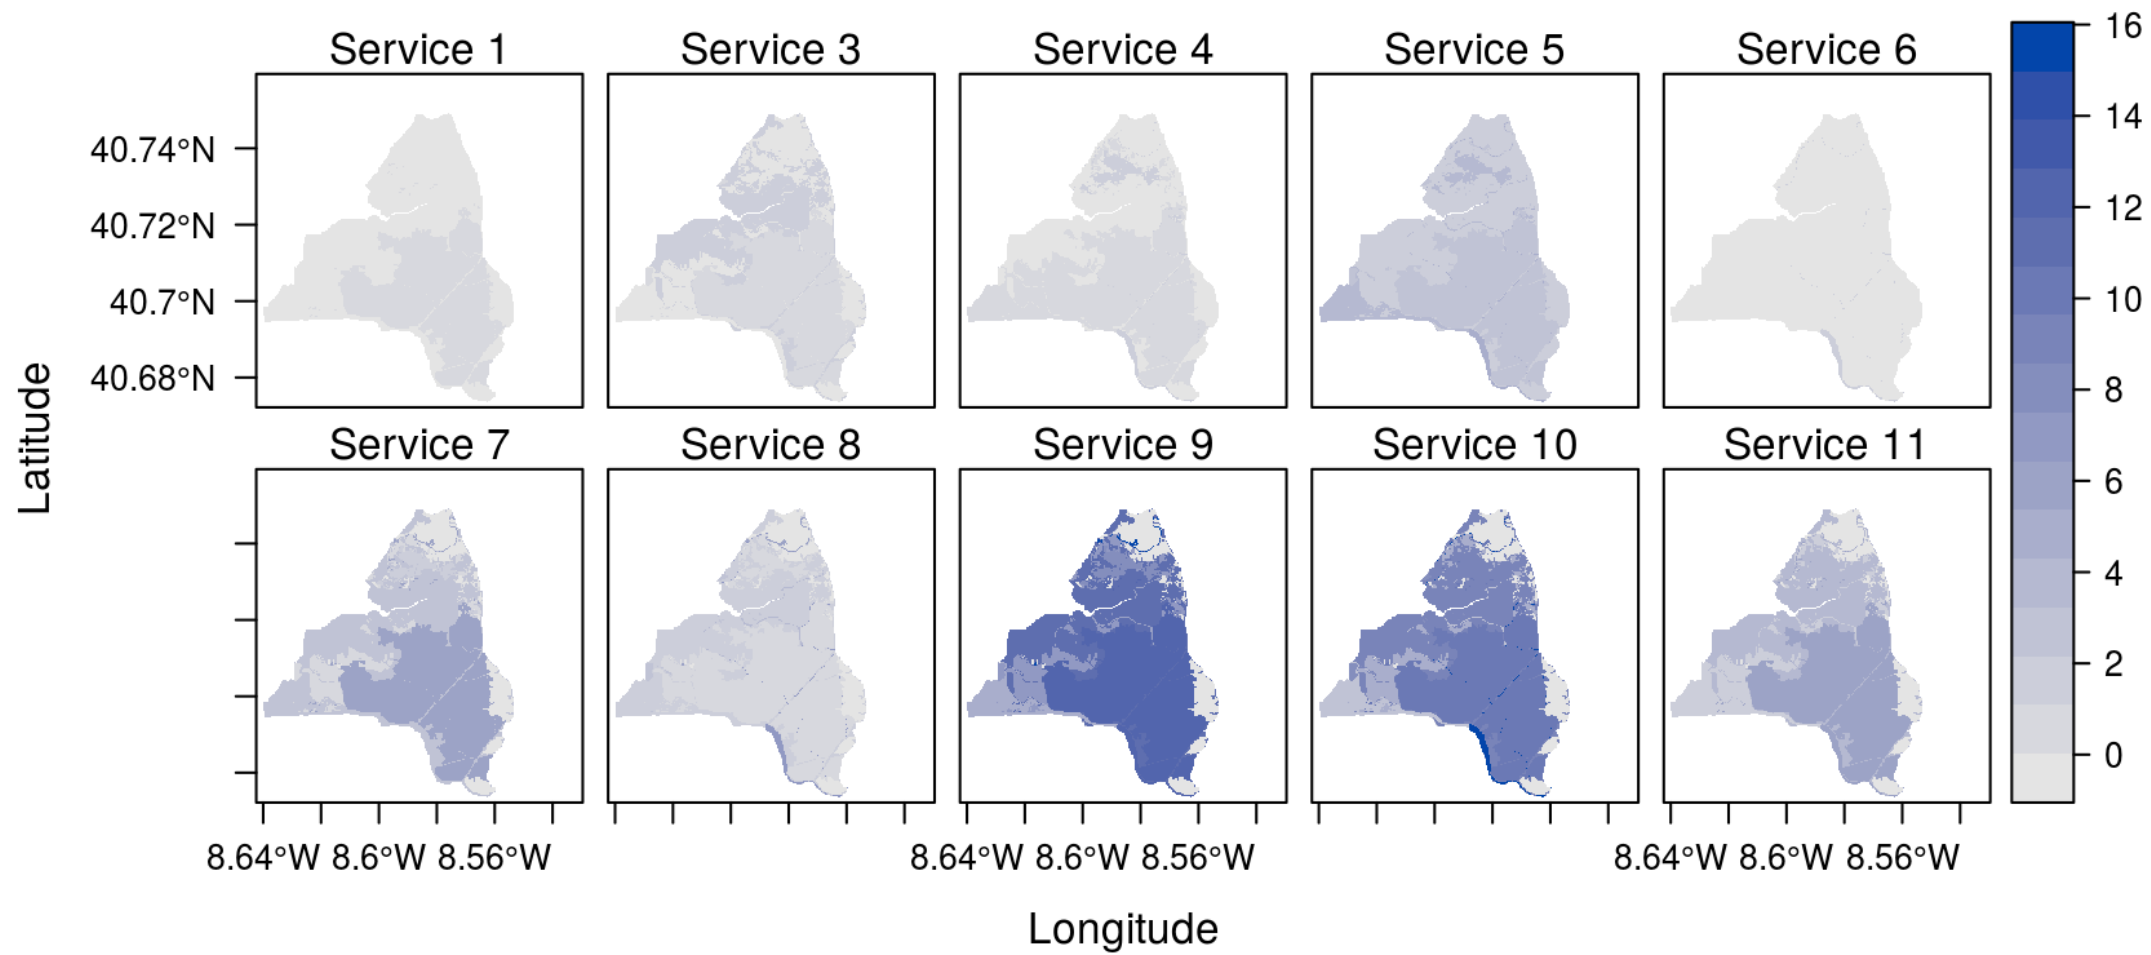 Service 1
Service 3
Service 4
Service 5
Service 6
40.74°N
40.72°N
40.7°N
40.68°N
Service 7
Service 8
Service 9
Service 10
Service 11
8.64°W 8.6°W 8.56°W
8.64°W 8.6°W 8.56°W
8.64°W 8.6°W 8.56°W
Latitude
Longitude
16
14
12
10
8
6
4
2
0